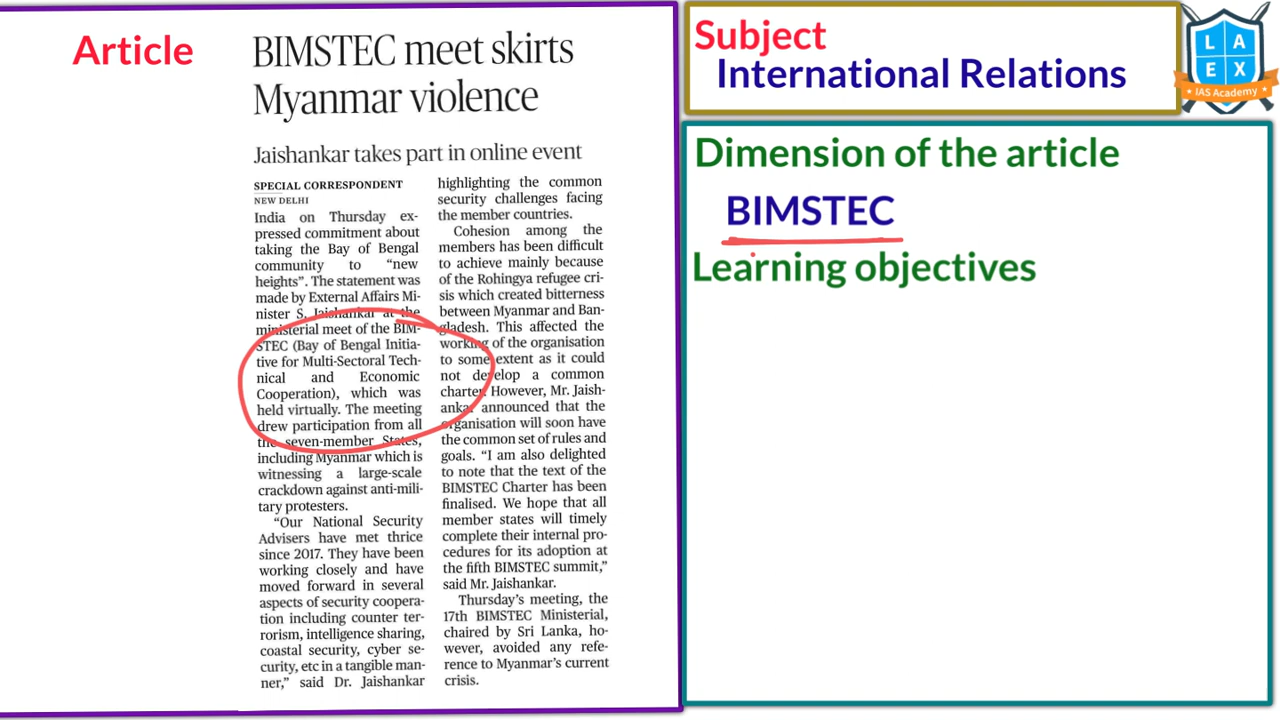 Article
BIMSTEC meet skirts
Myanmar violence
Jaishankar takes part in online event
SPECIAL CORRESPONDENT
NEW DELHI
India on Thursday ex-
pressed commitment about
taking the Bay of Bengal
community to “new
heights”. The statement was
made by External Affairs Mi-
nister S. Jaishankar at the
ministerial meet of the BIM-
STEC (Bay of Bengal Initia-
tive for Multi-Sectoral Tech-
nical and Economic
Cooperation), which was
held virtually. The meeting
drew participation from all
the seven-member States,
including Myanmar which is
witnessing a large-scale
crackdown against anti-mili-
tary protesters.
“Our National Security
Advisers have met thrice
since 2017. They have been
working closely and have
moved forward in several
aspects of security coopera-
tion including counter ter-
rorism, intelligence sharing,
coastal security, cyber se-
curity, etc in a tangible man-
ner,” said Dr. Jaishankar
highlighting the common
security challenges facing
the member countries.
Cohesion among the
members has been difficult
to achieve mainly because
of the Rohingya refugee cri-
sis which created bitterness
between Myanmar and Ban-
gladesh. This affected the
working of the organisation
to some extent as it could
not develop a common
charter. However, Mr. Jaish-
ankar announced that the
organisation will soon have
the common set of rules and
goals. “I am also delighted
to note that the text of the
BIMSTEC Charter has been
finalised. We hope that all
member states will timely
complete their internal pro-
cedures for its adoption at
the fifth BIMSTEC summit,”
said Mr. Jaishankar.
Thursday’s meeting, the
17th BIMSTEC Ministerial,
chaired by Sri Lanka, ho-
wever, avoided any refe-
rence to Myanmar’s current
crisis.
Subject
International Relations
L A
E X
IAS Academy
Dimension of the article
BIMSTEC
Learning objectives